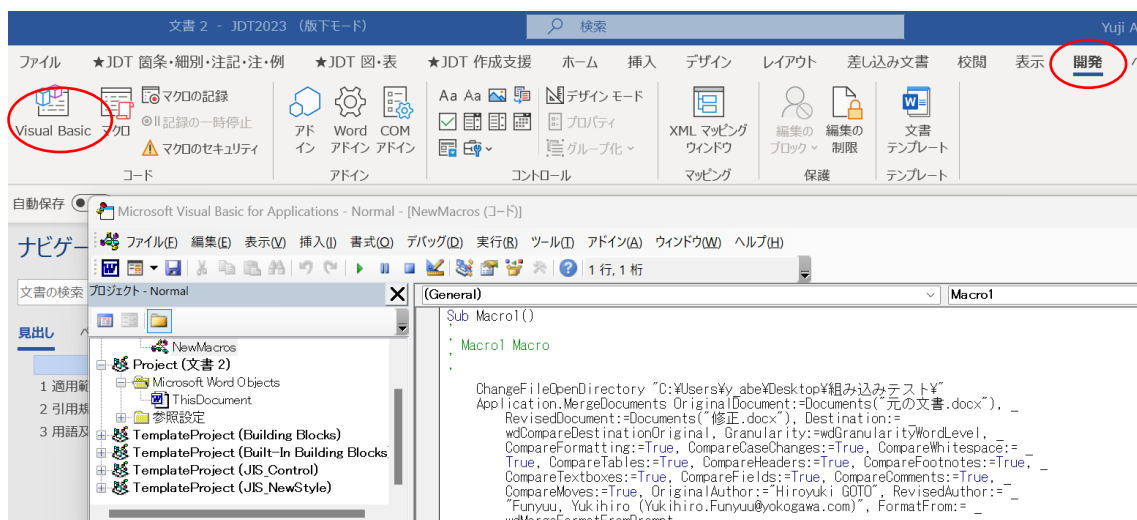 文書 2 - JDT2023 (版下モード)
検索
Yuji A
ファイル ★JDT 箇条・細別・注記・注・例 ★JDT 図・表 ★JDT 作成支援 ホーム 挿入 デザイン レイアウト 差し込み文書 校閲 表示 開発
Visual Basic
マクロ
マクロの記録
記録の一時停止
マクロのセキュリティ
コード
アド
イン
Word
アドイン
COM
アドイン
アドイン
Aa Aa
デザイン モード
プロパティ
グループ化
コントロール
XML マッピング
ウィンドウ
マッピング
編集の
ブロック
編集の
制限
保護
文書
テンプレート
テンプレート
自動保存
Microsoft Visual Basic for Applications - Normal - [NewMacros (コード)]
ナビゲー
ファイル(F) 編集(E) 表示(V) 挿入(I) 書式(O) デバッグ(D) 実行(R) ツール(T) アドイン(A) ウィンドウ(W) ヘルプ(H)
1 行, 1 桁
文書の検索
見出し
1 適用範
2 引用規
3 用語及
プロジェクト - Normal
NewMacros
Project (文書 2)
Microsoft Word Objects
ThisDocument
参照設定
TemplateProject (Building Blocks)
TemplateProject (Built-In Building Blocks
TemplateProject (JIS_Control)
TemplateProject (JIS_NewStyle)
(General)
Macro1
Sub Macro1()
'
' Macro1 Macro
'
'
ChangeFileOpenDirectory "C:¥Users¥y_abe¥Desktop¥組み込みテスト¥"
Application.MergeDocuments OriginalDocument:=Documents("元の文書.docx"), _
RevisedDocument:=Documents("修正.docx"), Destination:= _
wdCompareDestinationOriginal, Granularity:=wdGranularityWordLevel, _
CompareFormatting:=True, CompareCaseChanges:=True, CompareWhitespace:= _
True, CompareTables:=True, CompareHeaders:=True, CompareFootnotes:=True, _
CompareTextboxes:=True, CompareFields:=True, CompareComments:=True, _
CompareMoves:=True, OriginalAuthor:="Hiroyuki GOTO", RevisedAuthor:= _
"Funyuu, Yukihiro (Yukihiro.Funyuu@yokogawa.com)", FormatFrom:= _
wdMergeFormatFromPrompt